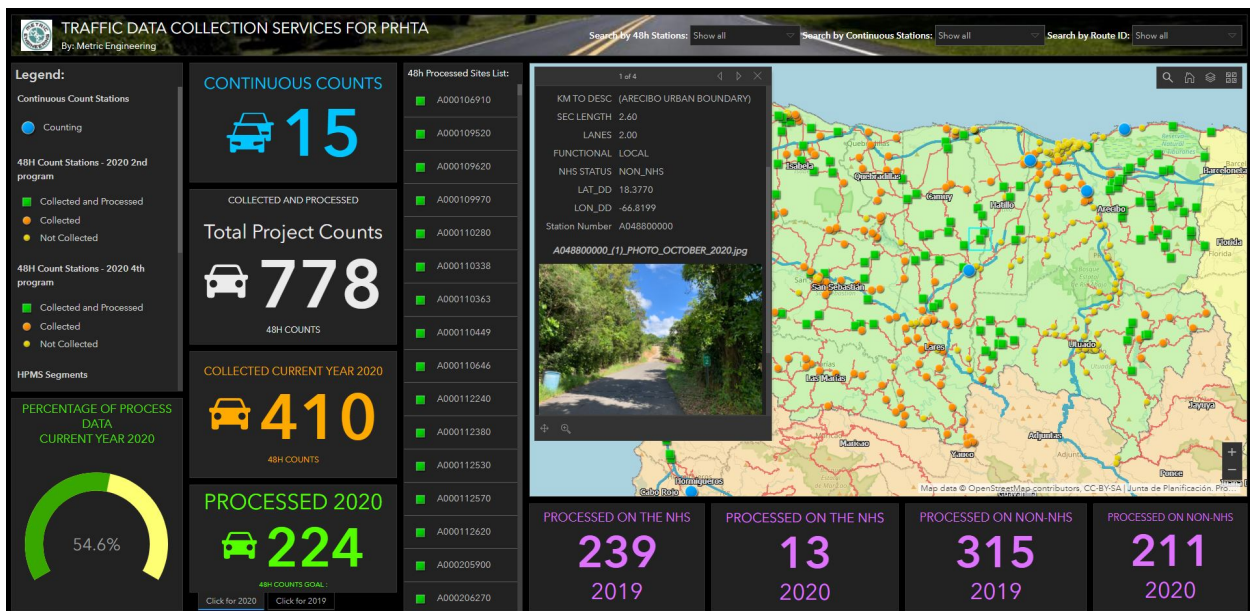 TRAFFIC DATA COLLECTION SERVICES FOR PRHTA
By: Metric Engineering
Search by 48h Stations: Show all
Search by Continuous Stations: Show all
Search by Route ID: Show all
Legend:
Continuous Count Stations
Counting
48H Count Stations - 2020 2nd
program
Collected and Processed
Collected
Not Collected
48H Count Stations - 2020 4th
program
Collected and Processed
Collected
Not Collected
HPMS Segments
PERCENTAGE OF PROCESS
DATA
CURRENT YEAR 2020
54.6%
CONTINUOUS COUNTS
15
COLLECTED AND PROCESSED
Total Project Counts
778
48H COUNTS
COLLECTED CURRENT YEAR 2020
410
48H COUNTS
PROCESSED 2020
224
48H COUNTS GOAL :
Click for 2020
Click for 2019
48h Processed Sites List:
A000106910
A000109520
A000109620
A000109970
A000110280
A000110338
A000110363
A000110449
A000110646
A000112240
A000112380
A000112530
A000112570
A000112620
A000205900
A000206270
1 of 4
KM TO DESC (ARECIBO URBAN BOUNDARY)
SEC LENGTH 2.60
LANES 2.00
FUNCTIONAL LOCAL
NHS STATUS NON_NHS
LAT_DD 18.3770
LON_DD -66.8199
Station Number A048800000
A048800000_(1)_PHOTO_OCTOBER_2020.jpg
Isabela
Quebradillas
Quebradillas
Camuy
Hatillo
Arecibo
Barceloneta
Florida
Florida
San Sebastián
Lares
Utuado
Las Marías
Maricao
Maricao
Yauco
Adjuntas
Adjuntas
Jayuya
Jayuya
Ponce
Dormigueros
Cabo Rojo
+
−
Map data © OpenStreetMap contributors, CC-BY-SA | Junta de Planificación. Pro...
PROCESSED ON THE NHS
239
2019
PROCESSED ON THE NHS
13
2020
PROCESSED ON NON-NHS
315
2019
PROCESSED ON NON-NHS
211
2020